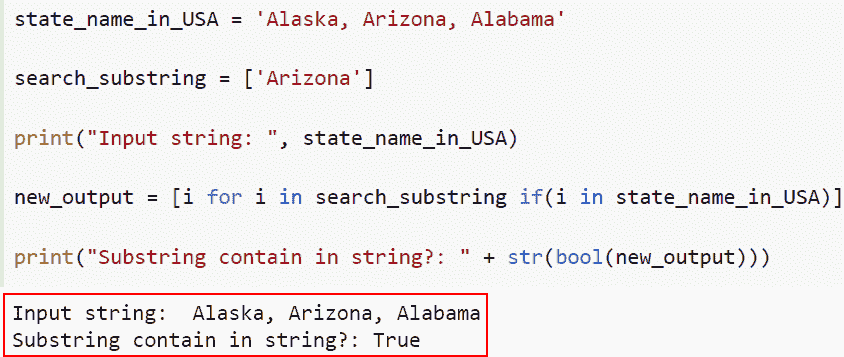 state_name_in_USA = 'Alaska, Arizona, Alabama'
search_substring = ['Arizona']
print("Input string: ", state_name_in_USA)
new_output = [i for i in search_substring if(i in state_name_in_USA)]
print("Substring contain in string?: " + str(bool(new_output)))
Input string:  Alaska, Arizona, Alabama
Substring contain in string?: True